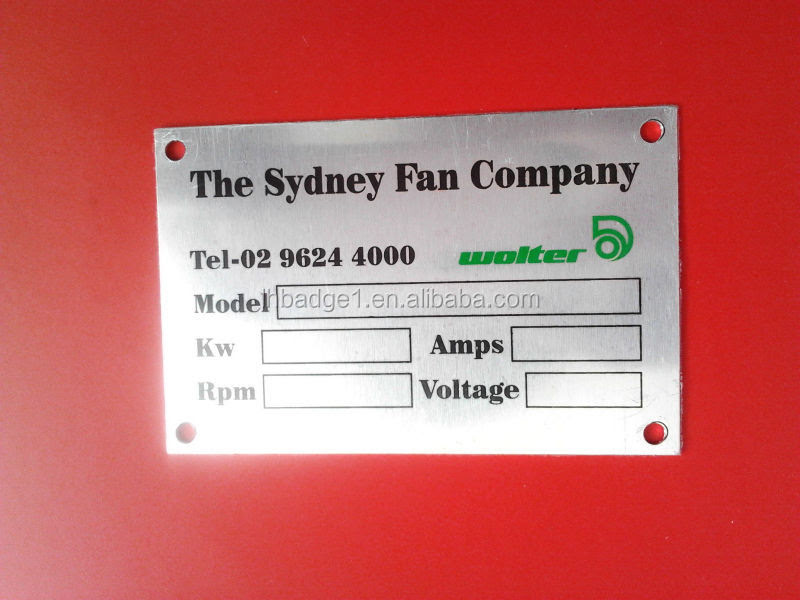 The Sydney Fan Company
Tel-02 9624 4000 wolter
Model
hbadge1.en.alibaba.com
Kw Amps
Rpm Voltage